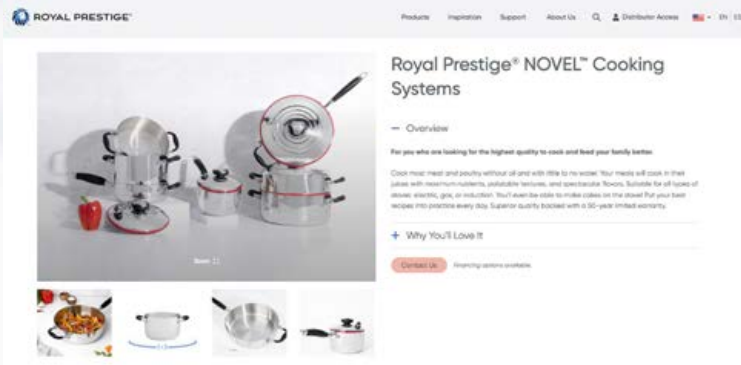 ROYAL PRESTIGE®
Products Inspiration Support About Us Distributor Access EN ES
Royal Prestige® NOVEL™ Cooking
Systems
— Overview
For you who are looking for the highest quality to cook and feed your family better.
Cook most meat and poultry without oil and with little to no water. Your meals will cook in their
juices with maximum nutrients, palatable textures, and spectacular flavors. Suitable for all types of
stoves: electric, gas, or induction. You'll even be able to make cakes on the stove! Put your best
recipes into practice every day. Superior quality backed with a 50-year limited warranty.
+ Why You'll Love It
Contact Us Financing options available.